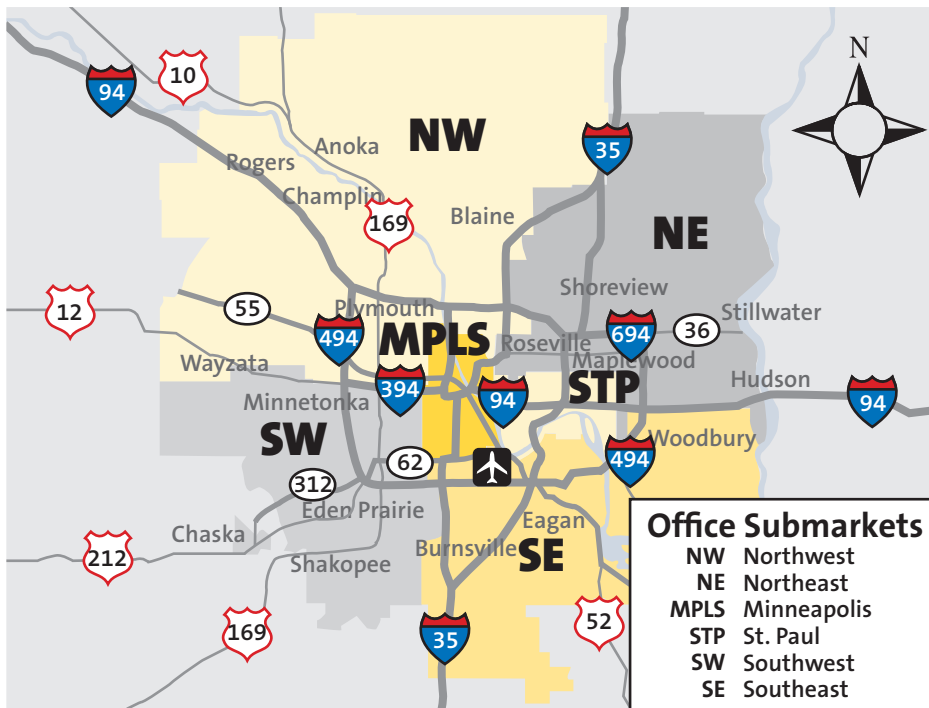 N
10
94
NW
35
Anoka
Rogers
Champlin
169
Blaine
NE
Shoreview
55
12
Plymouth
Stillwater
494
MPLS
Roseville
694
36
Maplewood
Wayzata
394
94
STP
Hudson
94
Minnetonka
SW
Woodbury
62
494
312
Eden Prairie
Eagan
Office Submarkets
Chaska
Burnsville
SE
212
Shakopee
NW Northwest
NE Northeast
MPLS Minneapolis
169
35
52
STP St. Paul
SW Southwest
SE Southeast